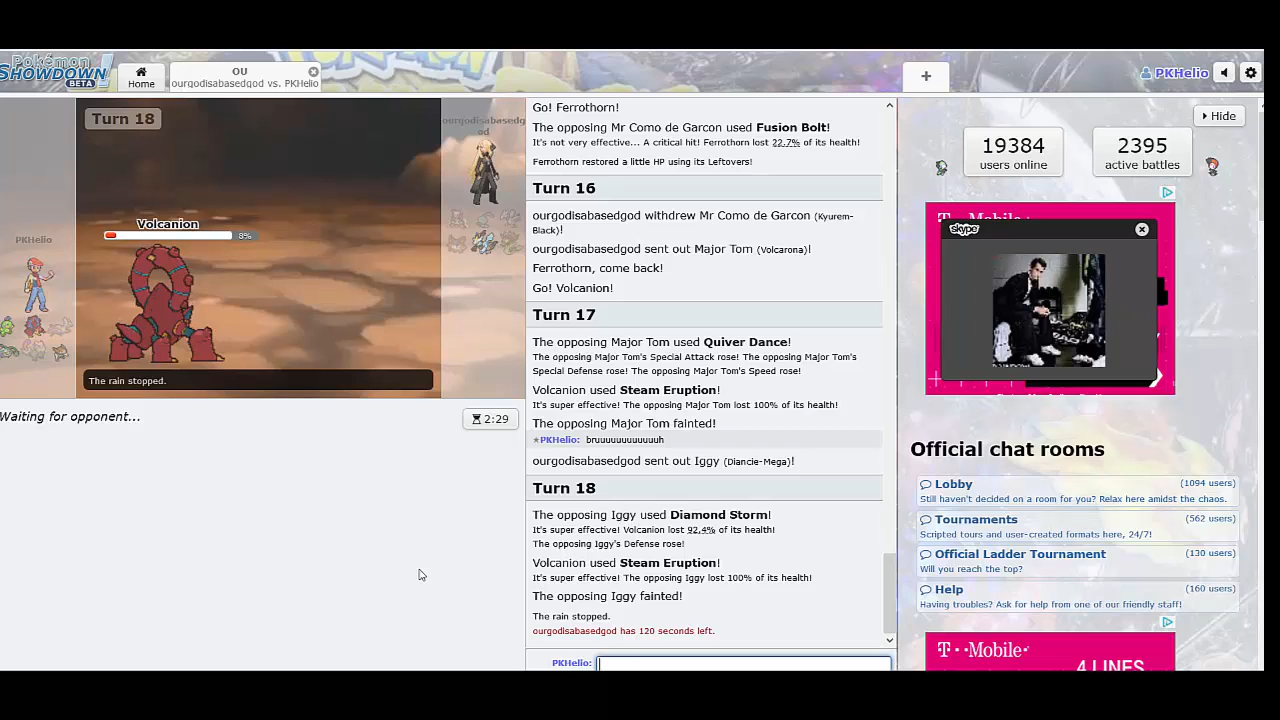 Pokémon
SHOWDOWN!
BETA
Home
OU
ourgodisabasedgod vs. PKHelio
+
PKHelio
Turn 18
ourgodisabasedg
od
PKHelio
Volcanion
8%
The rain stopped.
Waiting for opponent...
2:29
Go! Ferrothorn!
The opposing Mr Como de Garcon used Fusion Bolt!
It's not very effective... A critical hit! Ferrothorn lost 22.7% of its health!
Ferrothorn restored a little HP using its Leftovers!
Turn 16
ourgodisabasedgod withdrew Mr Como de Garcon (Kyurem-
Black)!
ourgodisabasedgod sent out Major Tom (Volcarona)!
Ferrothorn, come back!
Go! Volcanion!
Turn 17
The opposing Major Tom used Quiver Dance!
The opposing Major Tom's Special Attack rose! The opposing Major Tom's
Special Defense rose! The opposing Major Tom's Speed rose!
Volcanion used Steam Eruption!
It's super effective! The opposing Major Tom lost 100% of its health!
The opposing Major Tom fainted!
★PKHelio: bruuuuuuuuuuuh
ourgodisabasedgod sent out Iggy (Diancie-Mega)!
Turn 18
The opposing Iggy used Diamond Storm!
It's super effective! Volcanion lost 92.4% of its health!
The opposing Iggy's Defense rose!
Volcanion used Steam Eruption!
It's super effective! The opposing Iggy lost 100% of its health!
The opposing Iggy fainted!
The rain stopped.
ourgodisabasedgod has 120 seconds left.
PKHelio:
Hide
19384
users online
2395
active battles
skype
Official chat rooms
Lobby (1094 users)
Still haven't decided on a room for you? Relax here amidst the chaos.
Tournaments (562 users)
Scripted tours and user-created formats here, 24/7!
Official Ladder Tournament (130 users)
Will you reach the top?
Help (160 users)
Having troubles? Ask for help from one of our friendly staff!
T··Mobile·
4 LINES